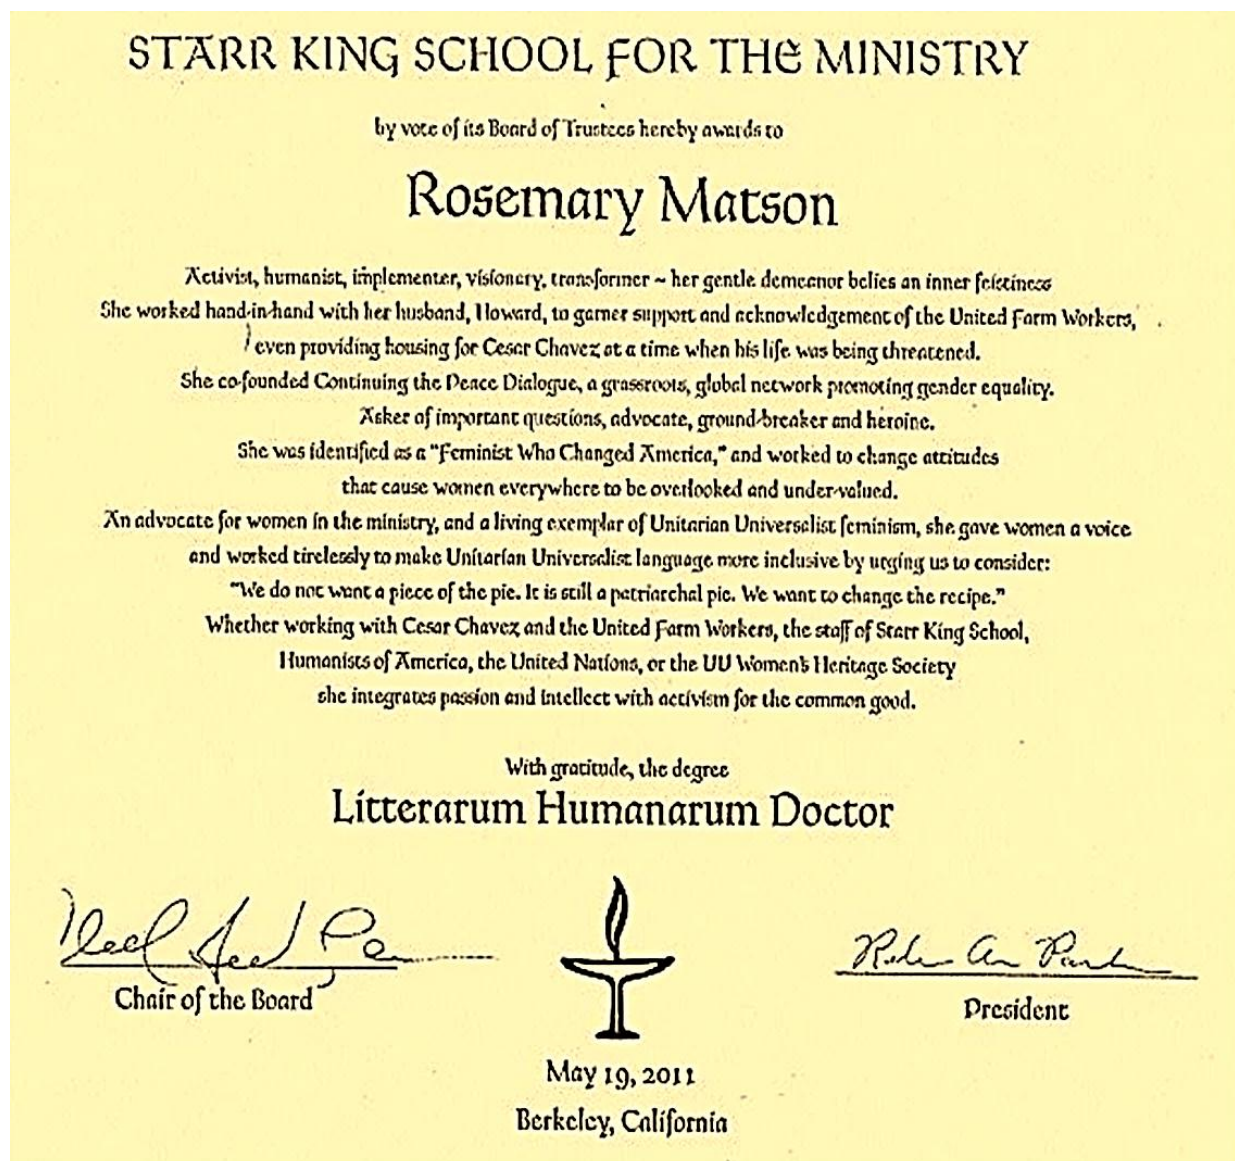 STARR KING SCHOOL FOR THE MINISTRY
by vote of its Board of Trustees hereby awards to
Rosemary Matson
Activist, humanist, implementer, visionary, transformer ~ her gentle demeanor belies an inner feistiness
She worked hand-in-hand with her husband, Howard, to garner support and acknowledgement of the United Farm Workers,
even providing housing for Cesar Chavez at a time when his life was being threatened.
She co-founded Continuing the Peace Dialogue, a grassroots, global network promoting gender equality.
Asker of important questions, advocate, ground-breaker and heroine.
She was identified as a "Feminist Who Changed America," and worked to change attitudes
that cause women everywhere to be overlooked and under-valued.
An advocate for women in the ministry, and a living exemplar of Unitarian Universalist feminism, she gave women a voice
and worked tirelessly to make Unitarian Universalist language more inclusive by urging us to consider:
"We do not want a piece of the pie. It is still a patriarchal pie. We want to change the recipe."
Whether working with Cesar Chavez and the United Farm Workers, the staff of Starr King School,
Humanists of America, the United Nations, or the UU Women's Heritage Society
she integrates passion and intellect with activism for the common good.
With gratitude, the degree
Litterarum Humanarum Doctor
Chair of the Board
President
May 19, 2011
Berkeley, California